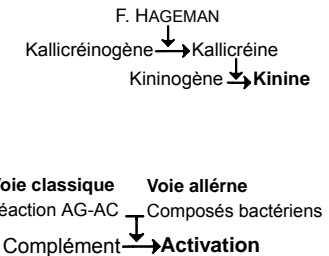 F. HAGEMAN
Kallicréinogène Kallicréine
Kininogène Kinine
oie classique Voie allérne
éaction AG-AC Composés bactériens
Complément Activation